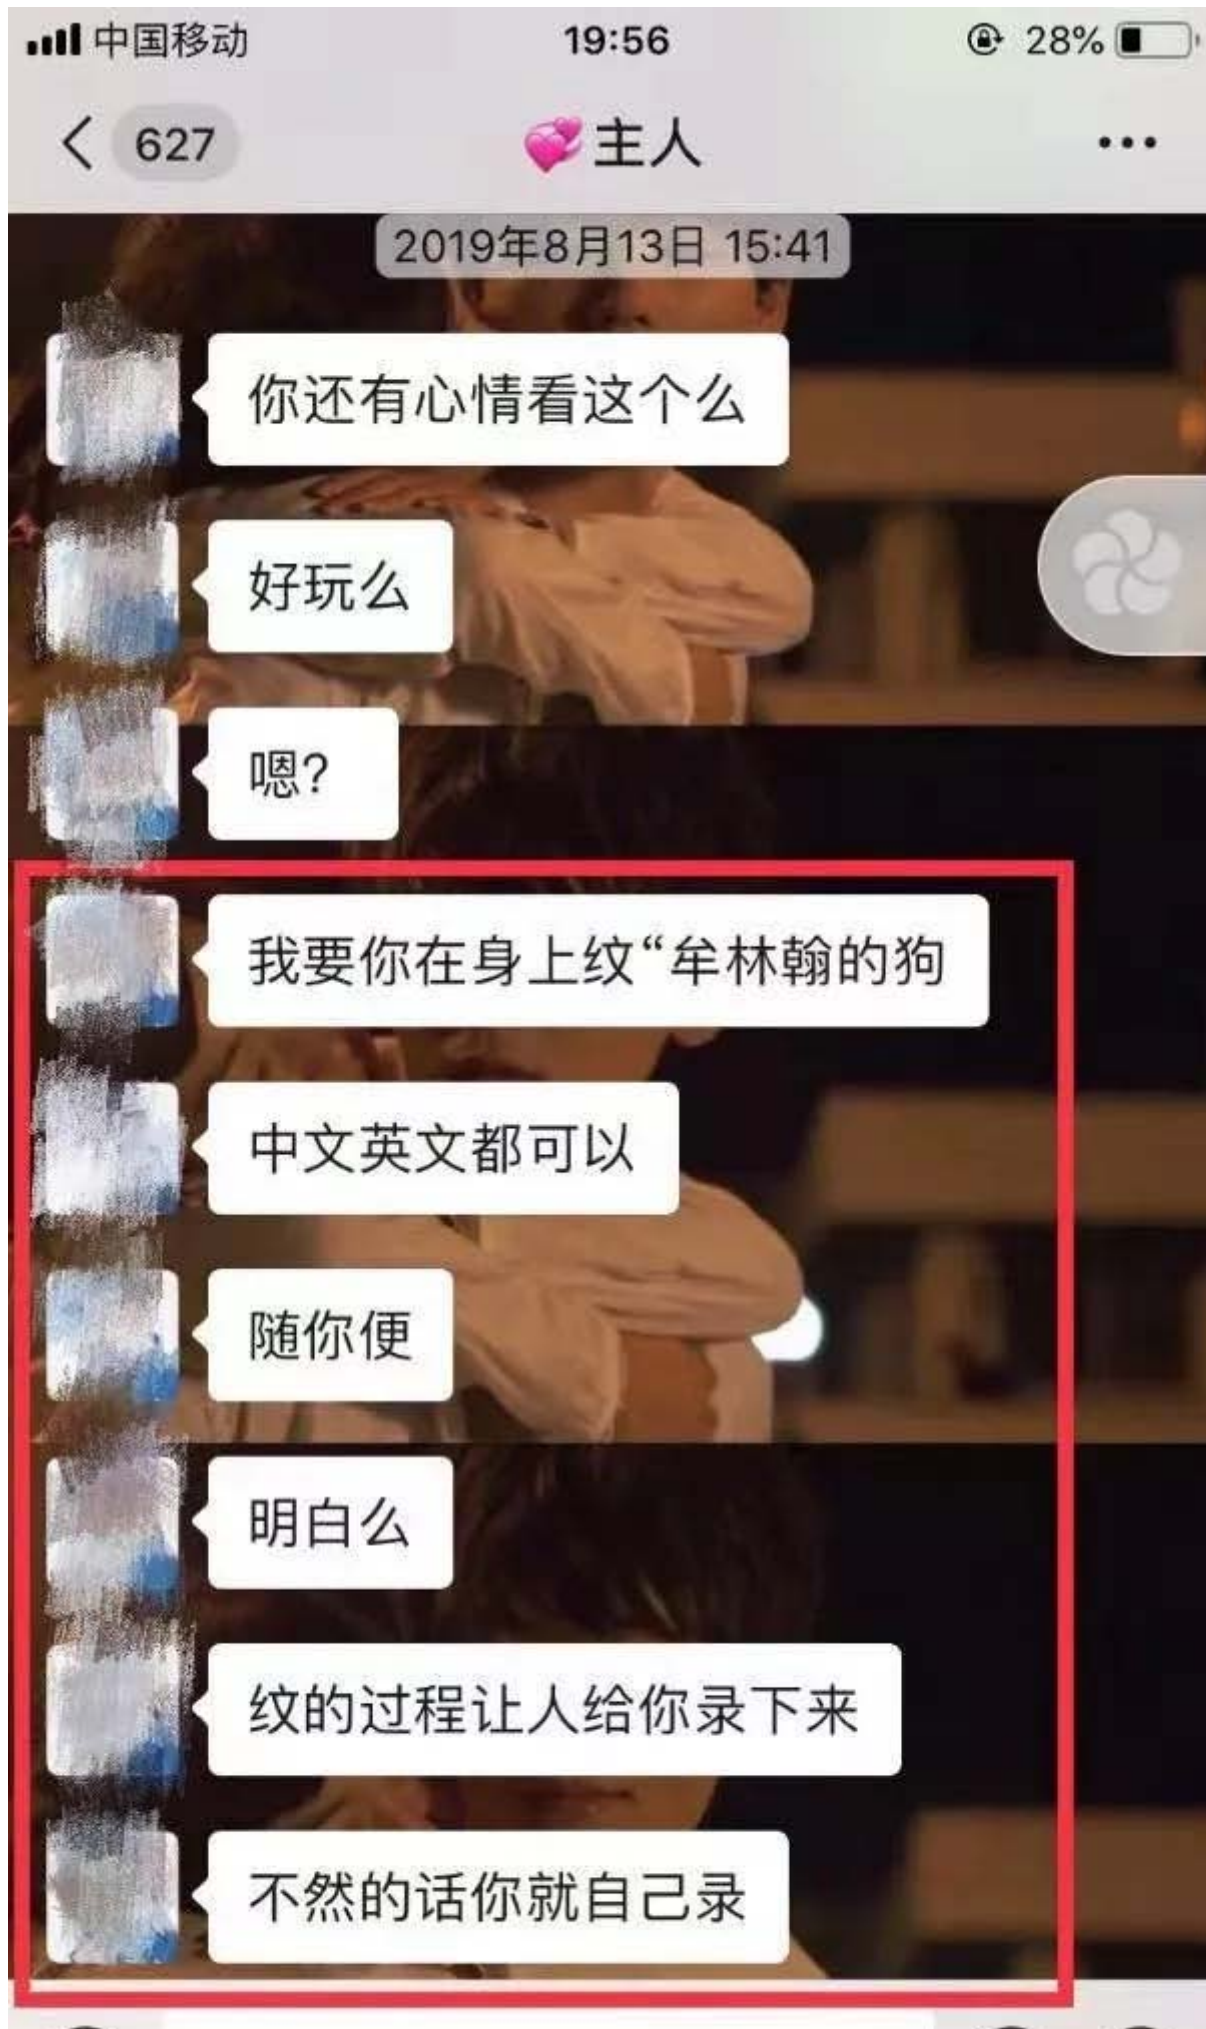 中国移动
19:56
28%
627
💞主人
2019年8月13日 15:41
你还有心情看这个么
好玩么
嗯?
我要你在身上纹“牟林翰的狗
中文英文都可以
随你便
明白么
纹的过程让人给你录下来
不然的话你就自己录